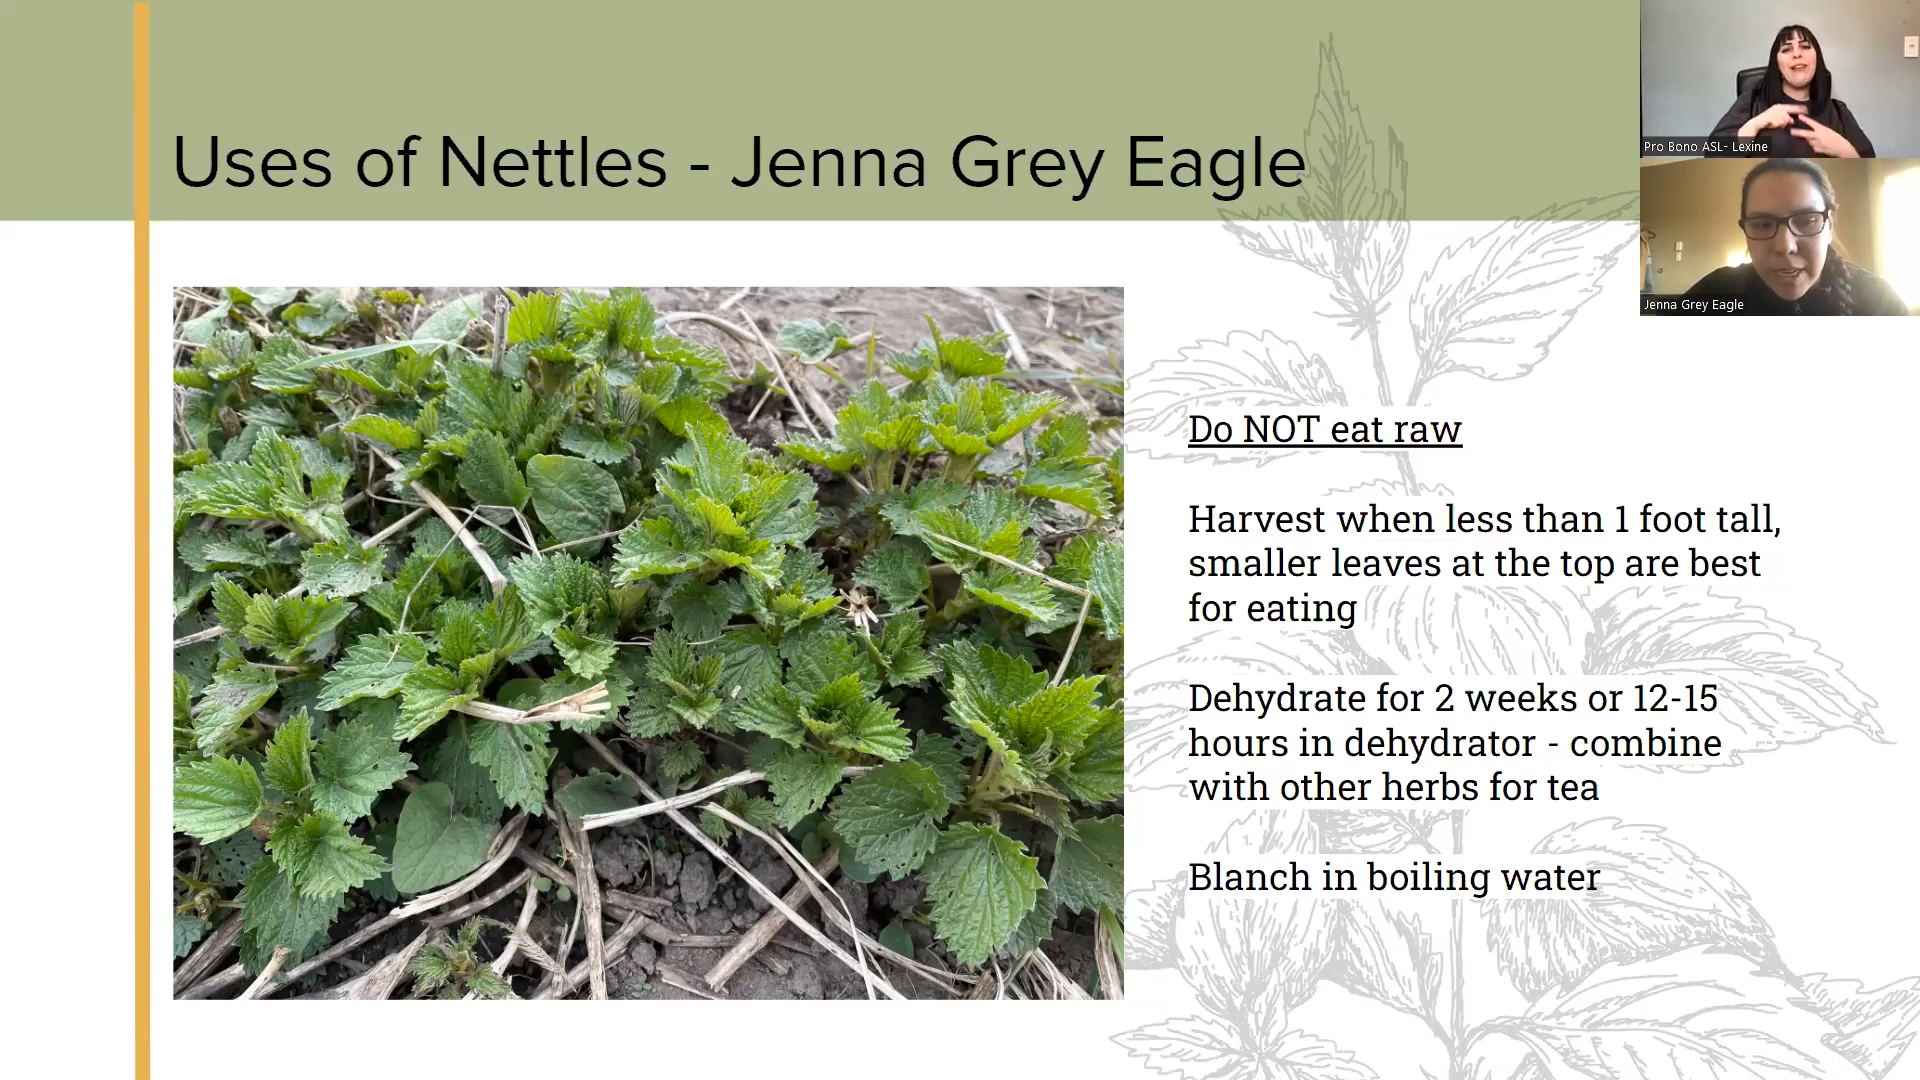 Uses of Nettles - Jenna Grey Eagle
Pro Bono ASL- Lexine
Jenna Grey Eagle
Do NOT eat raw
Harvest when less than 1 foot tall,
smaller leaves at the top are best
for eating
Dehydrate for 2 weeks or 12-15
hours in dehydrator - combine
with other herbs for tea
Blanch in boiling water